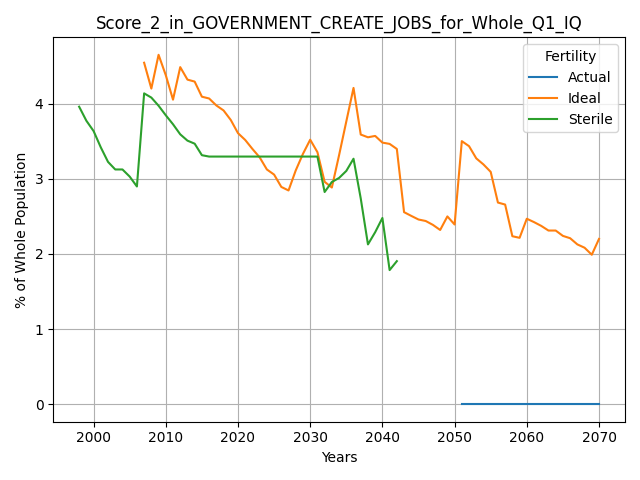 Score_2_in_GOVERNMENT_CREATE_JOBS_for_Whole_Q1_IQ
Fertility
Actual
Ideal
Sterile
% of Whole Population
4
3
2
1
0
2000 2010 2020 2030 2040 2050 2060 2070
Years